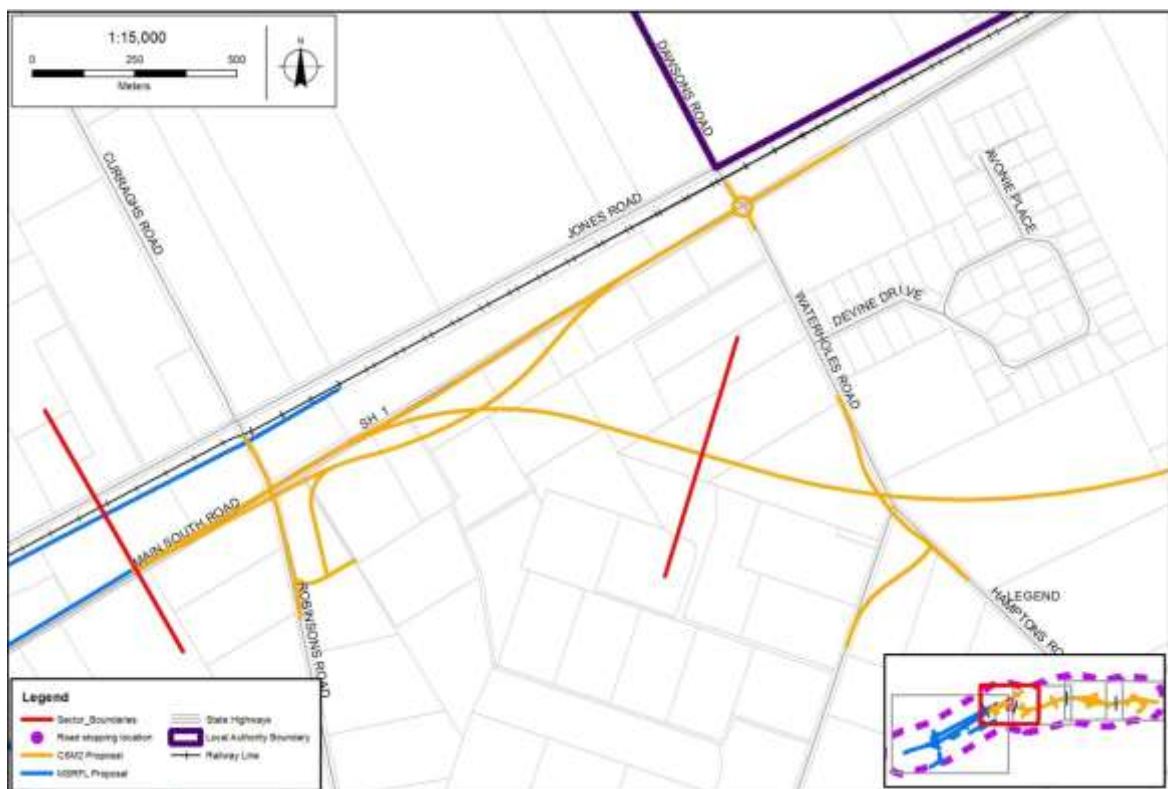 1:15,000
0 250 500
Meters
N
DAWSONS ROAD
CURRAGHS ROAD
JONES ROAD
AVONIE PLACE
WATERHOLES ROAD
DEVINE DRIVE
SH 1
MAIN SOUTH ROAD
ROBINSONS ROAD
HAMPTONS RO
LEGEND
Legend
Sector_Boundaries
Road stopping location
CSM2 Proposal
MSRFL Proposal
State Highways
Local Authority Boundary
Railway Line